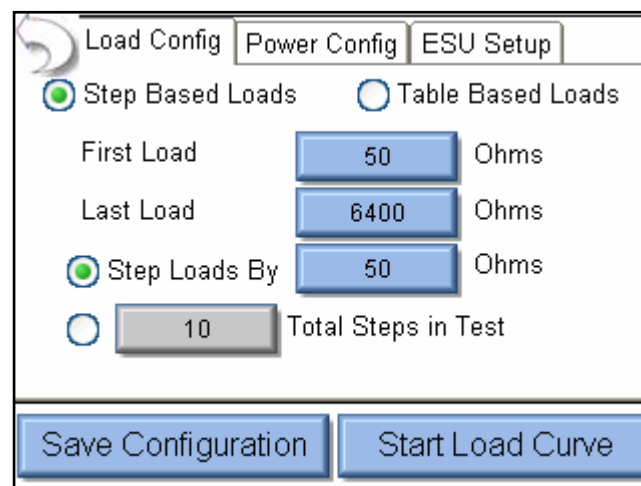 Load Config Power Config ESU Setup
Step Based Loads Table Based Loads
First Load 50 Ohms
Last Load 6400 Ohms
Step Loads By 50 Ohms
10 Total Steps in Test
Save Configuration Start Load Curve